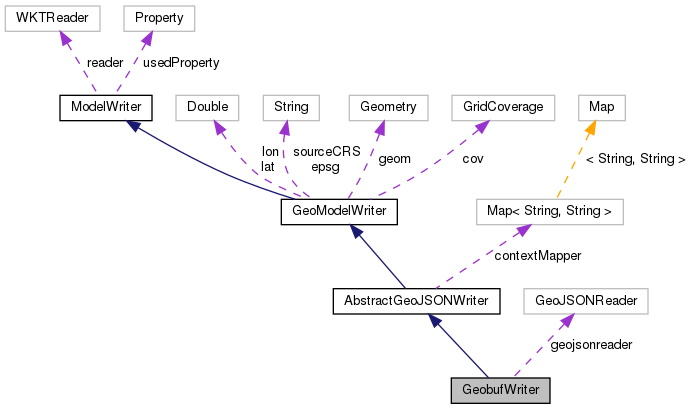 WKTReader
Property
reader
usedProperty
ModelWriter
Double
String
Geometry
GridCoverage
Map
lon
lat
sourceCRS
epsg
geom
cov
< String, String >
GeoModelWriter
Map< String, String >
contextMapper
AbstractGeoJSONWriter
GeoJSONReader
geojsonreader
GeobufWriter